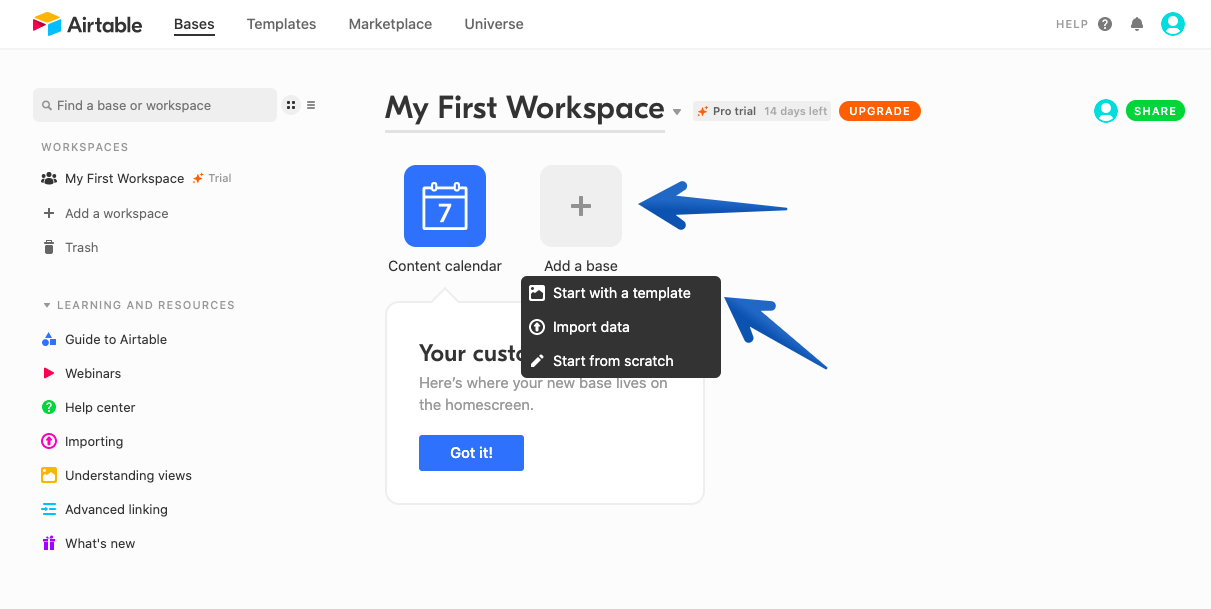 Airtable
Bases
Templates
Marketplace
Universe
HELP
Find a base or workspace
WORKSPACES
My First Workspace
Trial
Add a workspace
Trash
LEARNING AND RESOURCES
Guide to Airtable
Webinars
Help center
Importing
Understanding views
Advanced linking
What's new
My First Workspace
Pro trial 14 days left
UPGRADE
SHARE
7
Content calendar
Add a base
Start with a template
Import data
Start from scratch
Your custo
Here's where your new base lives on
the homescreen.
Got it!